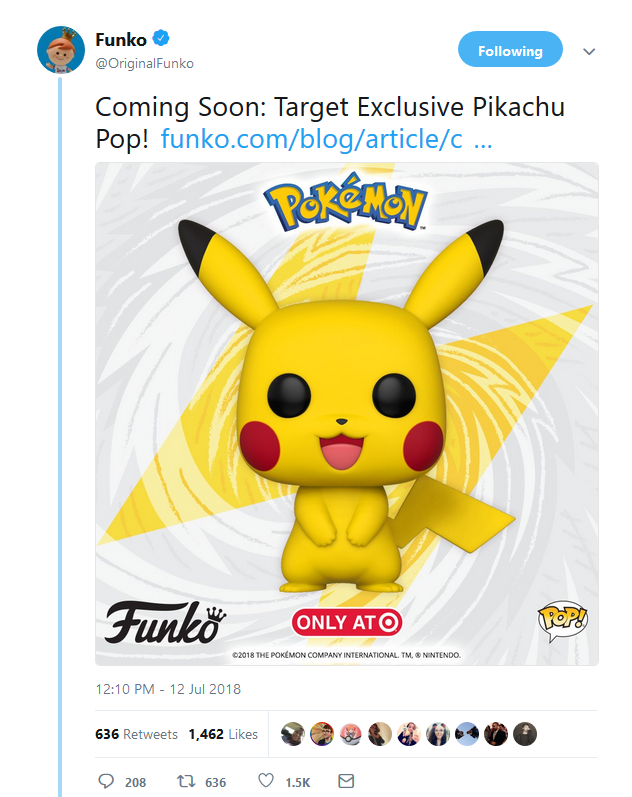 Funko
@OriginalFunko
Following
Coming Soon: Target Exclusive Pikachu
Pop! funko.com/blog/article/c ...
POKéMON
TM
Funko
ONLY AT
POP!
©2018 THE POKÉMON COMPANY INTERNATIONAL. TM, ® NINTENDO.
12:10 PM - 12 Jul 2018
636 Retweets 1,462 Likes
208 636 1.5K